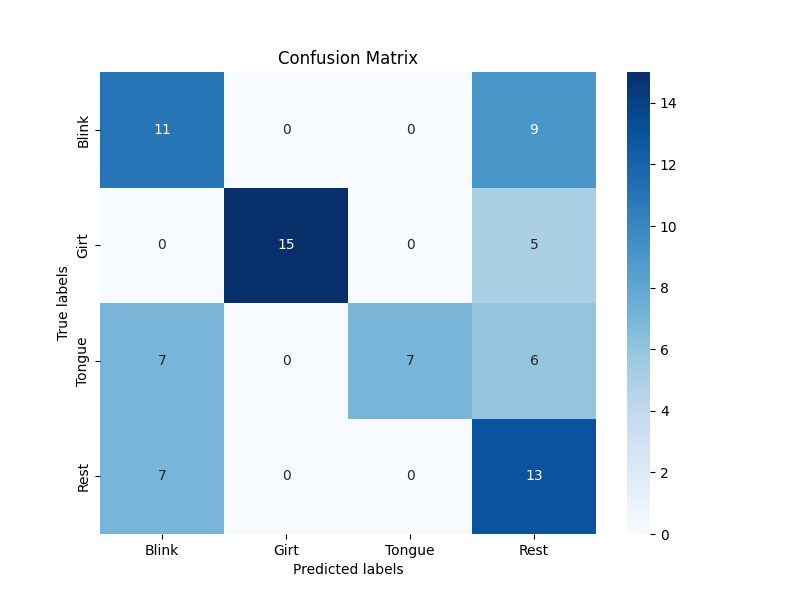 Confusion Matrix
True labels
Blink 11 0 0 9
Girt 0 15 0 5
Tongue 7 0 7 6
Rest 7 0 0 13
Blink Girt Tongue Rest
Predicted labels
14
12
10
8
6
4
2
0